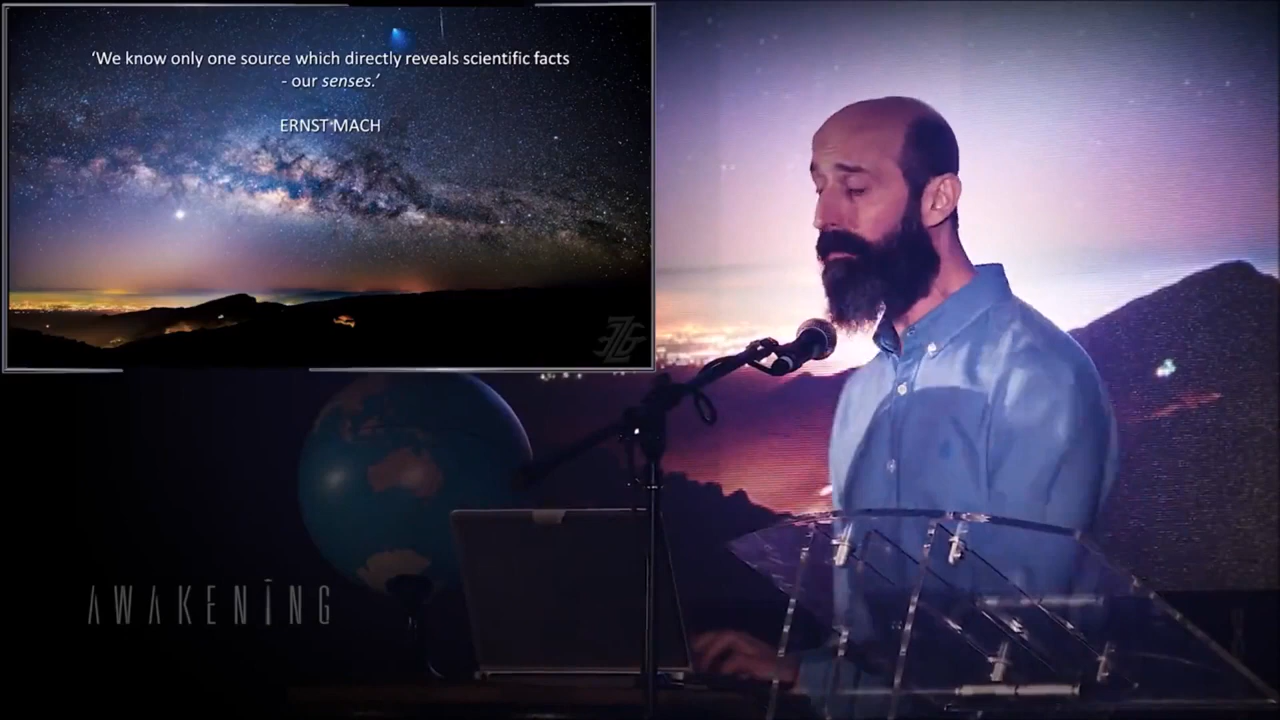 ‘We know only one source which directly reveals scientific facts
- our senses.’
ERNST MACH
AWAKENING